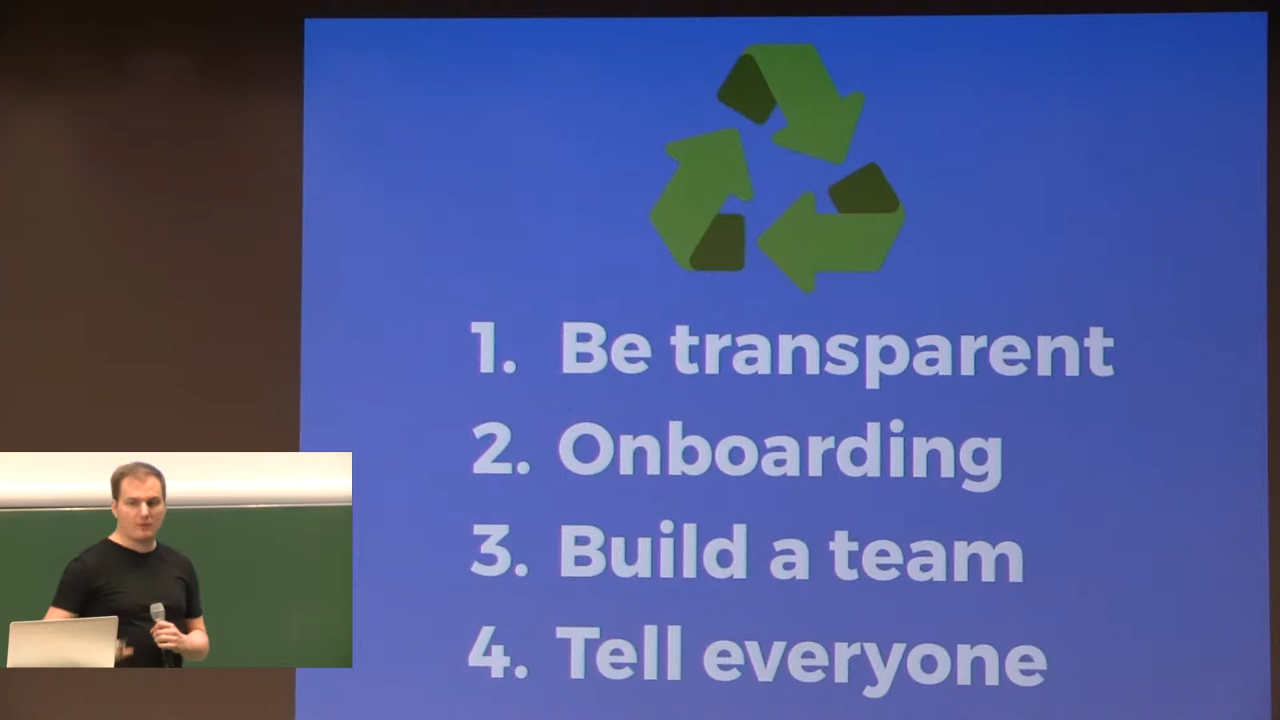 1. Be transparent
2. Onboarding
3. Build a team
4. Tell everyone